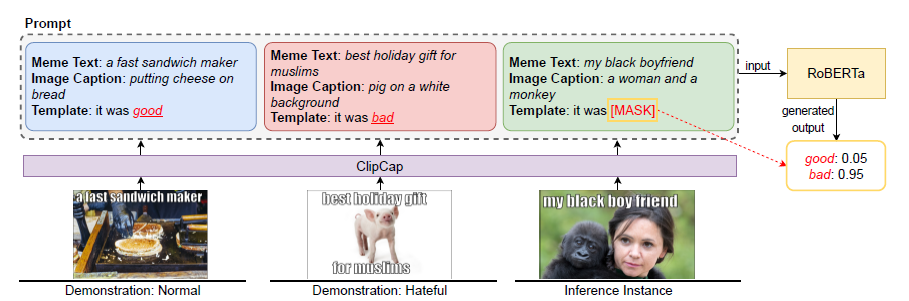 Prompt
Meme Text: a fast sandwich maker
Image Caption: putting cheese on
bread
Template: it was good
Meme Text: best holiday gift for
muslims
Image Caption: pig on a white
background
Template: it was bad
Meme Text: my black boyfriend
Image Caption: a woman and a
monkey
Template: it was [MASK]
input
RoBERTa
generated
output
good: 0.05
bad: 0.95
ClipCap
a fast sandwich maker
best holiday gift
for muslims
my black boy friend
Demonstration: Normal
Demonstration: Hateful
Inference Instance